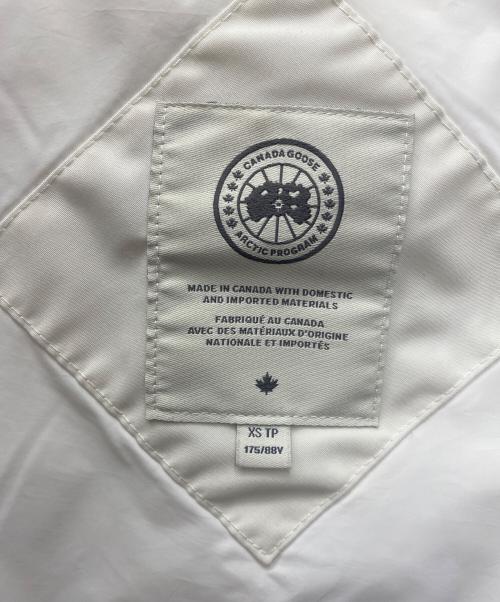 CANADA GOOSE
ARCTIC PROGRAM
MADE IN CANADA WITH DOMESTIC
AND IMPORTED MATERIALS
FABRIQUÉ AU CANADA
AVEC DES MATÉRIAUX D'ORIGINE
NATIONALE ET IMPORTÉS
XS TP
175/88Y